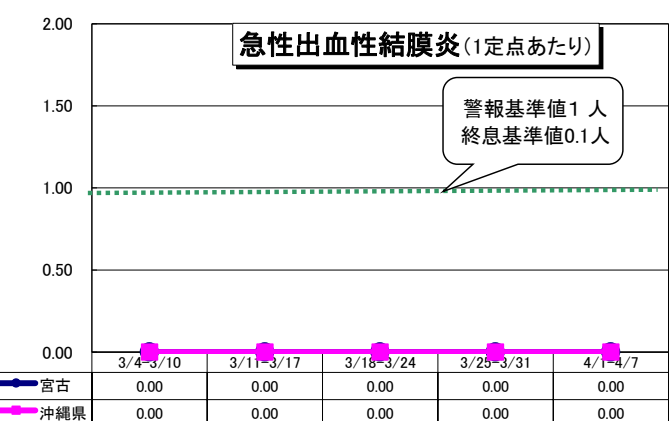 急性出血性結膜炎(1定点あたり)
警報基準値1 人
終息基準値0.1人
2.00
1.50
1.00
0.50
0.00
3/4-3/10 3/11-3/17 3/18-3/24 3/25-3/31 4/1-4/7
宮古 0.00 0.00 0.00 0.00 0.00
沖縄県 0.00 0.00 0.00 0.00 0.00